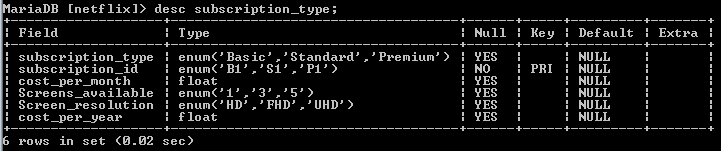 MariaDB [netflix]> desc subscription_type;
+-------------------+------------------------------------+------+-----+---------+-------+
| Field             | Type                               | Null | Key | Default | Extra |
+-------------------+------------------------------------+------+-----+---------+-------+
| subscription_type | enum('Basic','Standard','Premium') | YES  |     | NULL    |       |
| subscription_id   | enum('B1','S1','P1')               | NO   | PRI | NULL    |       |
| cost_per_month    | float                              | YES  |     | NULL    |       |
| Screens_available | enum('1','3','5')                  | YES  |     | NULL    |       |
| Screen_resolution | enum('HD','FHD','UHD')             | YES  |     | NULL    |       |
| cost_per_year     | float                              | YES  |     | NULL    |       |
+-------------------+------------------------------------+------+-----+---------+-------+
6 rows in set (0.02 sec)